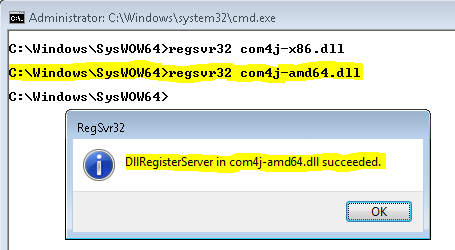 Administrator: C:\Windows\system32\cmd.exe
C:\Windows\SysWOW64>regsvr32 com4j-x86.dll
C:\Windows\SysWOW64>regsvr32 com4j-amd64.dll
C:\Windows\SysWOW64>
RegSvr32
DllRegisterServer in com4j-amd64.dll succeeded.
OK